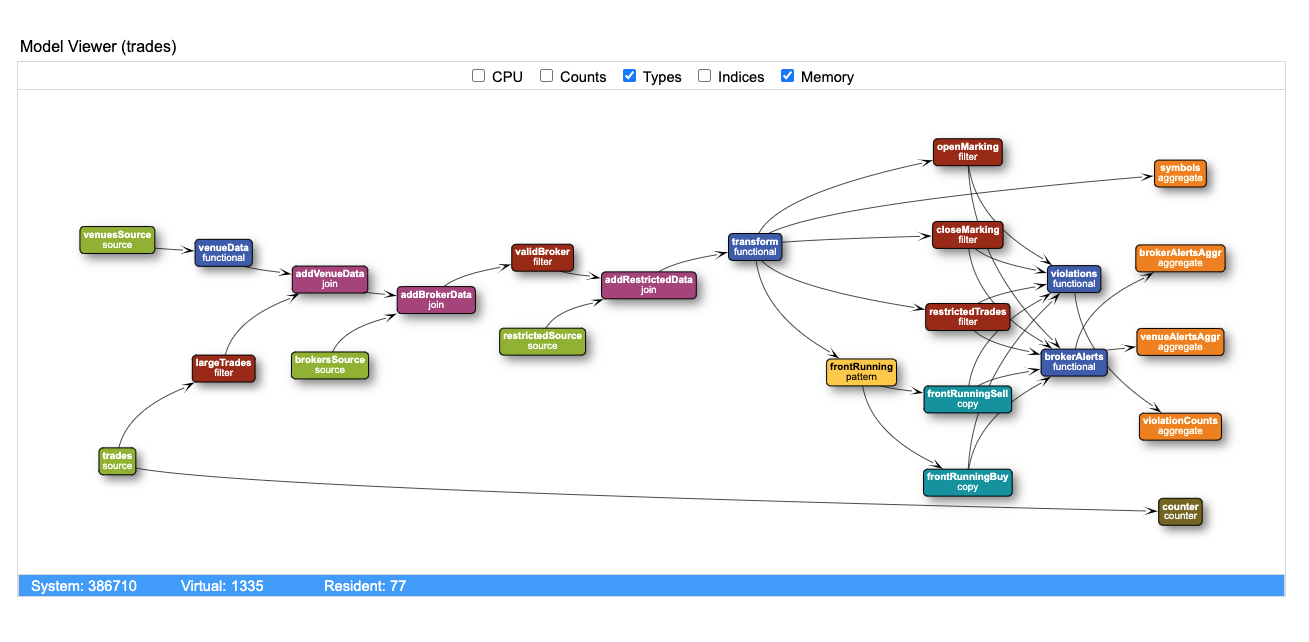 Model Viewer (trades)
CPU Counts Types Indices Memory
openMarking
filter
symbols
aggregate
venuesSource
source
venueData
functional
closeMarking
filter
transform
functional
validBroker
filter
brokerAlertsAggr
aggregate
addVenueData
join
addBrokerData
join
addRestrictedData
join
violations
functional
restrictedTrades
filter
restrictedSource
source
venueAlertsAggr
aggregate
largeTrades
filter
brokersSource
source
frontRunning
pattern
brokerAlerts
functional
frontRunningSell
copy
violationCounts
aggregate
trades
source
frontRunningBuy
copy
counter
counter
System: 386710 Virtual: 1335 Resident: 77